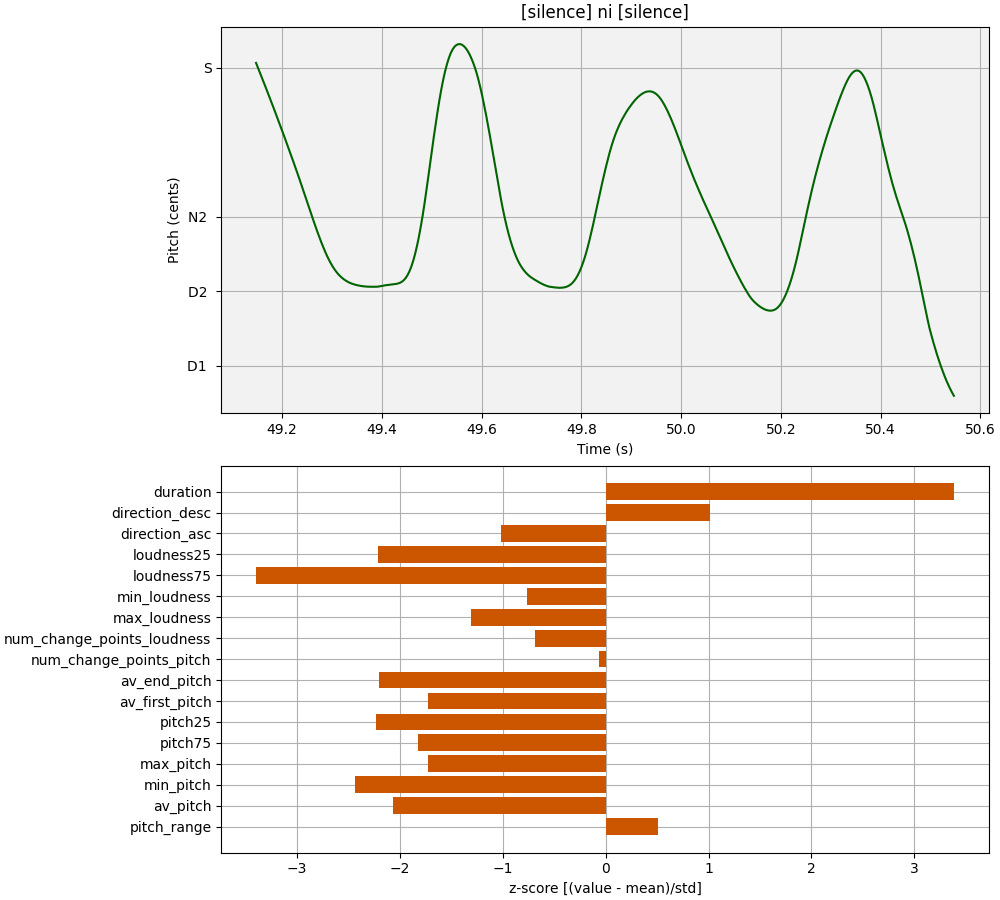 [silence] ni [silence]
Pitch (cents)
S
N2
D2
D1
49.2 49.4 49.6 49.8 50.0 50.2 50.4 50.6
Time (s)
duration
direction_desc
direction_asc
loudness25
loudness75
min_loudness
max_loudness
num_change_points_loudness
num_change_points_pitch
av_end_pitch
av_first_pitch
pitch25
pitch75
max_pitch
min_pitch
av_pitch
pitch_range
−3 −2 −1 0 1 2 3
z-score [(value - mean)/std]